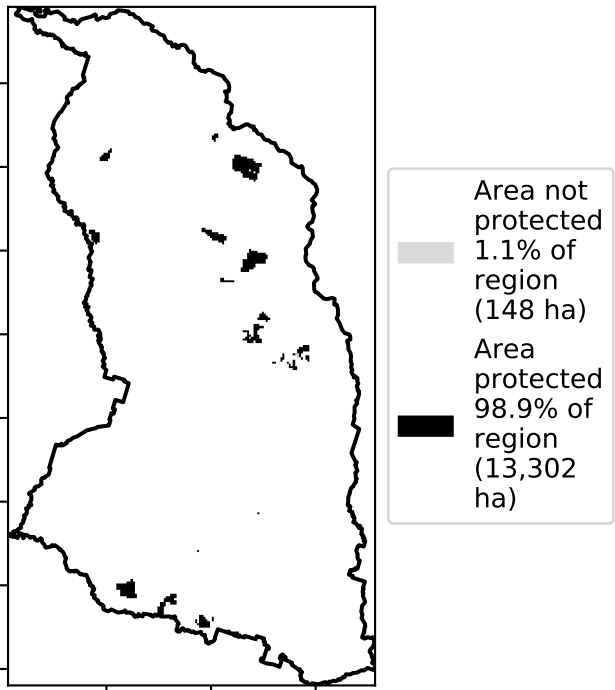 Area not
protected
1.1% of
region
(148 ha)
Area
protected
98.9% of
region
(13,302
ha)